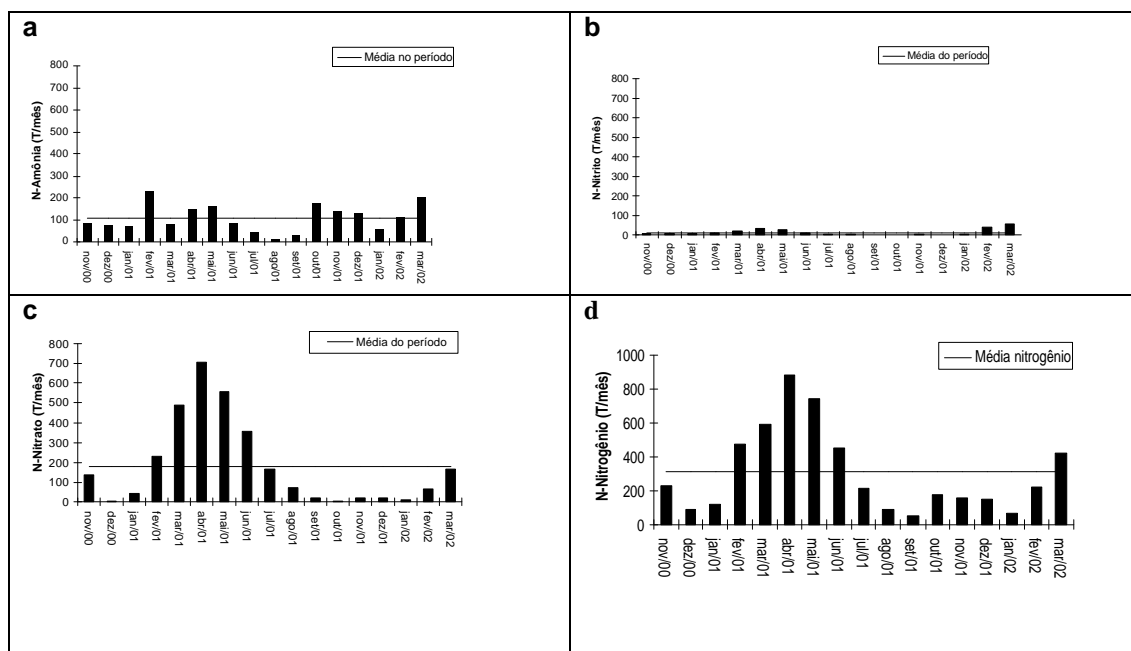 a
Média no período
N-Amônia (T/mês)
800
700
600
500
400
300
200
100
0
nov/00 dez/00 jan/01 fev/01 mar/01 abr/01 mai/01 jun/01 jul/01 ago/01 set/01 out/01 nov/01 dez/01 jan/02 fev/02 mar/02
b
Média do período
N-Nitrito (T/mês)
800
700
600
500
400
300
200
100
0
nov/00 dez/00 jan/01 fev/01 mar/01 abr/01 mai/01 jun/01 jul/01 ago/01 set/01 out/01 nov/01 dez/01 jan/02 fev/02 mar/02
c
Média do período
N-Nitrato (T/mês)
800
700
600
500
400
300
200
100
0
nov/00 dez/00 jan/01 fev/01 mar/01 abr/01 mai/01 jun/01 jul/01 ago/01 set/01 out/01 nov/01 dez/01 jan/02 fev/02 mar/02
d
Média nitrogênio
N-Nitrogênio (T/mês)
1000
800
600
400
200
0
nov/00 dez/00 jan/01 fev/01 mar/01 abr/01 mai/01 jun/01 jul/01 ago/01 set/01 out/01 nov/01 dez/01 jan/02 fev/02 mar/02